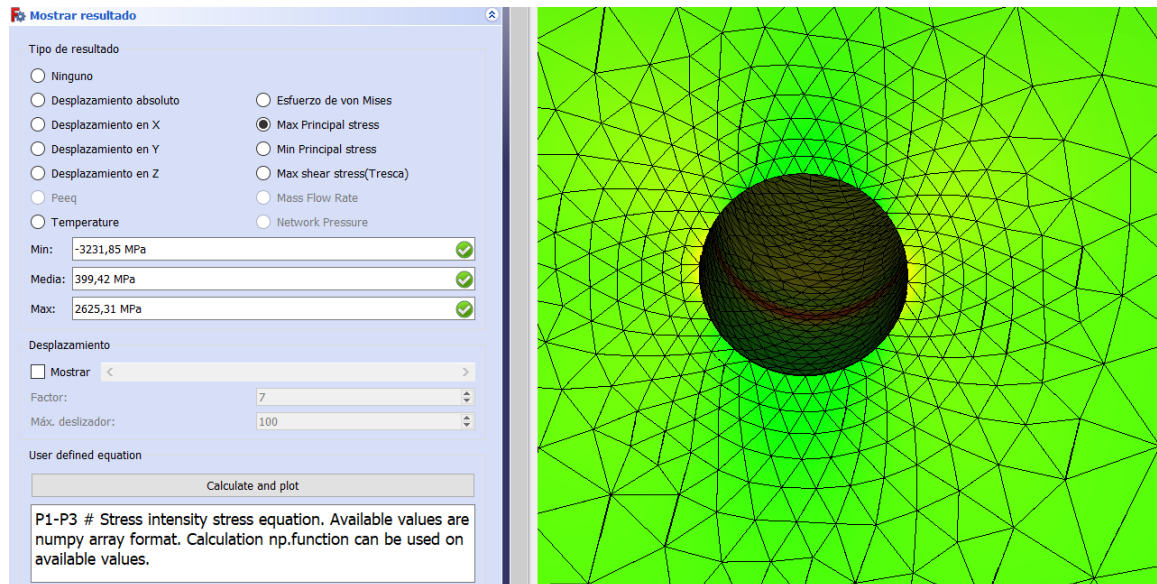 Mostrar resultado
Tipo de resultado
Ninguno
Desplazamiento absoluto
Esfuerzo de von Mises
Desplazamiento en X
Max Principal stress
Desplazamiento en Y
Min Principal stress
Desplazamiento en Z
Max shear stress(Tresca)
Peeq
Mass Flow Rate
Temperature
Network Pressure
Min: -3231,85 MPa
Media: 399,42 MPa
Max: 2625,31 MPa
Desplazamiento
Mostrar
Factor: 7
Máx. deslizador: 100
User defined equation
Calculate and plot
P1-P3 # Stress intensity stress equation. Available values are
numpy array format. Calculation np.function can be used on
available values.